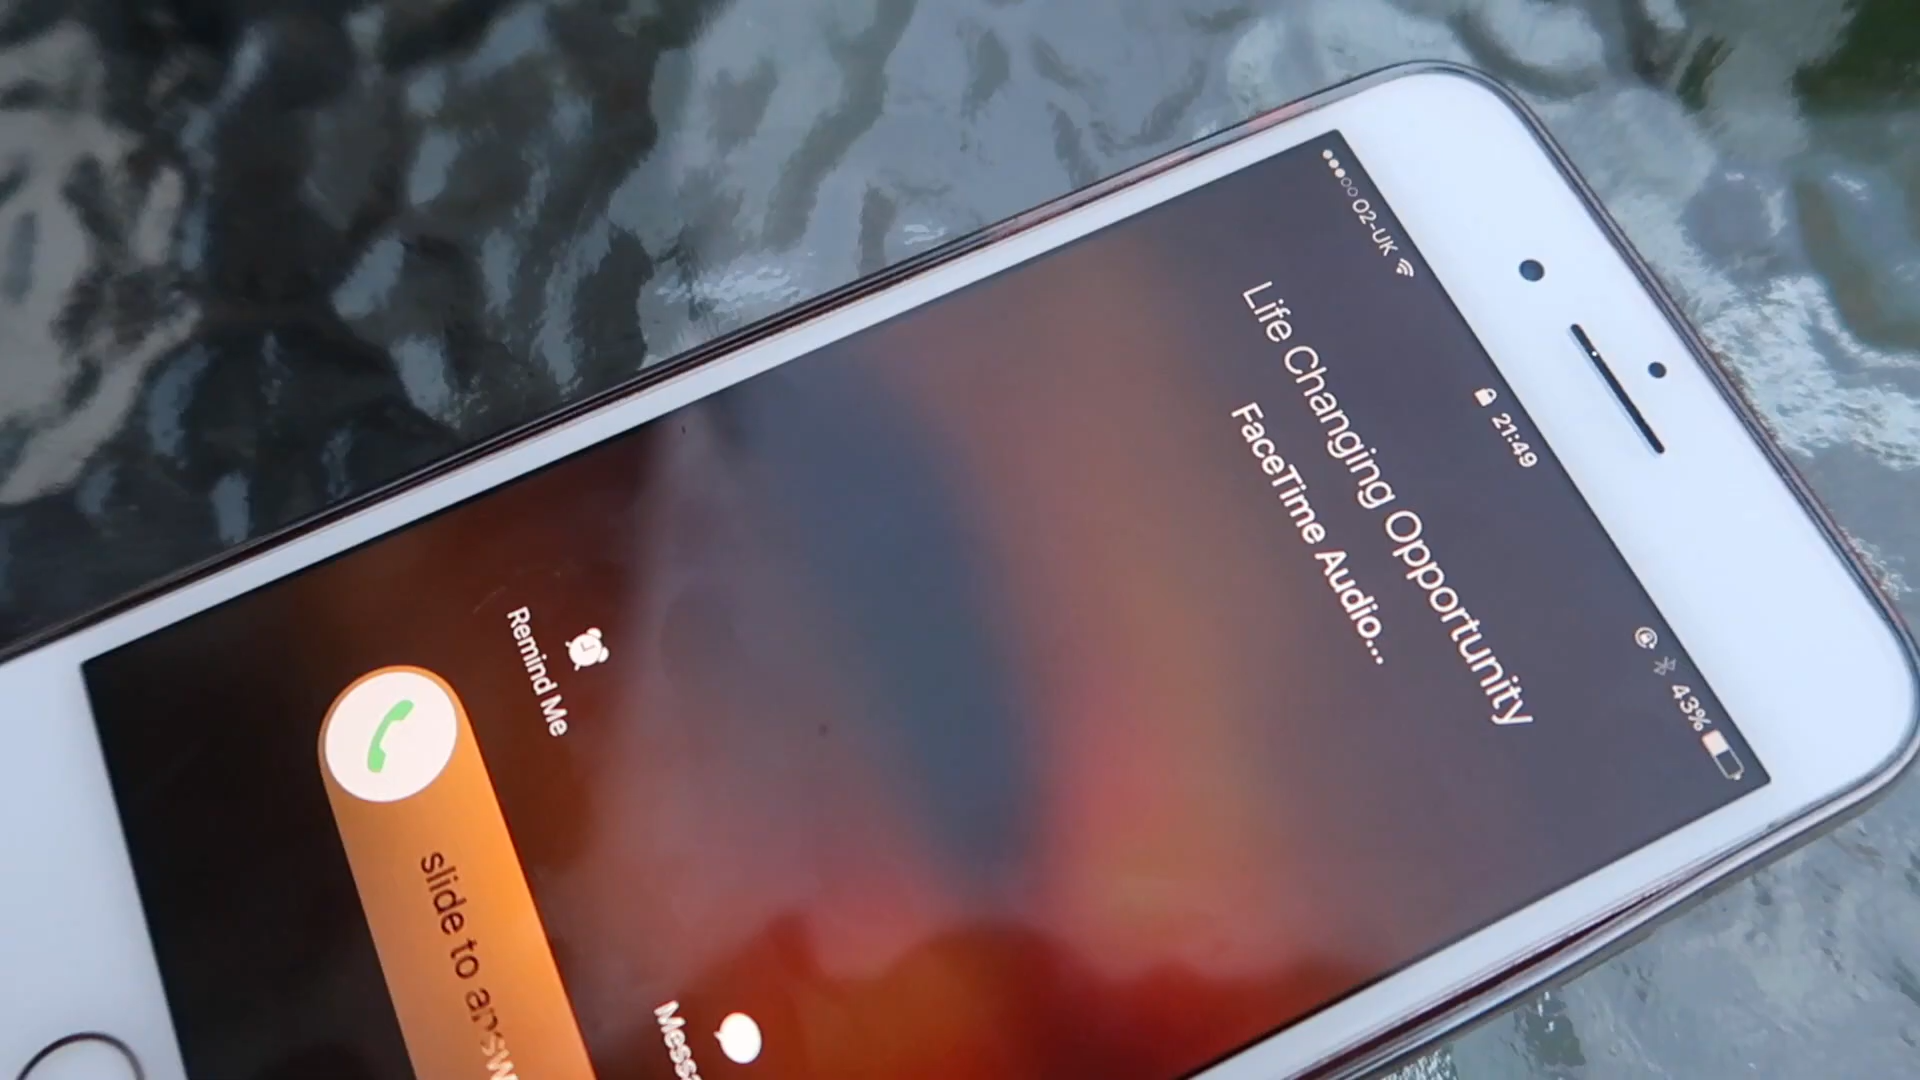 O2-UK 21:49 43%
Life Changing Opportunity
FaceTime Audio...
Remind Me
slide to